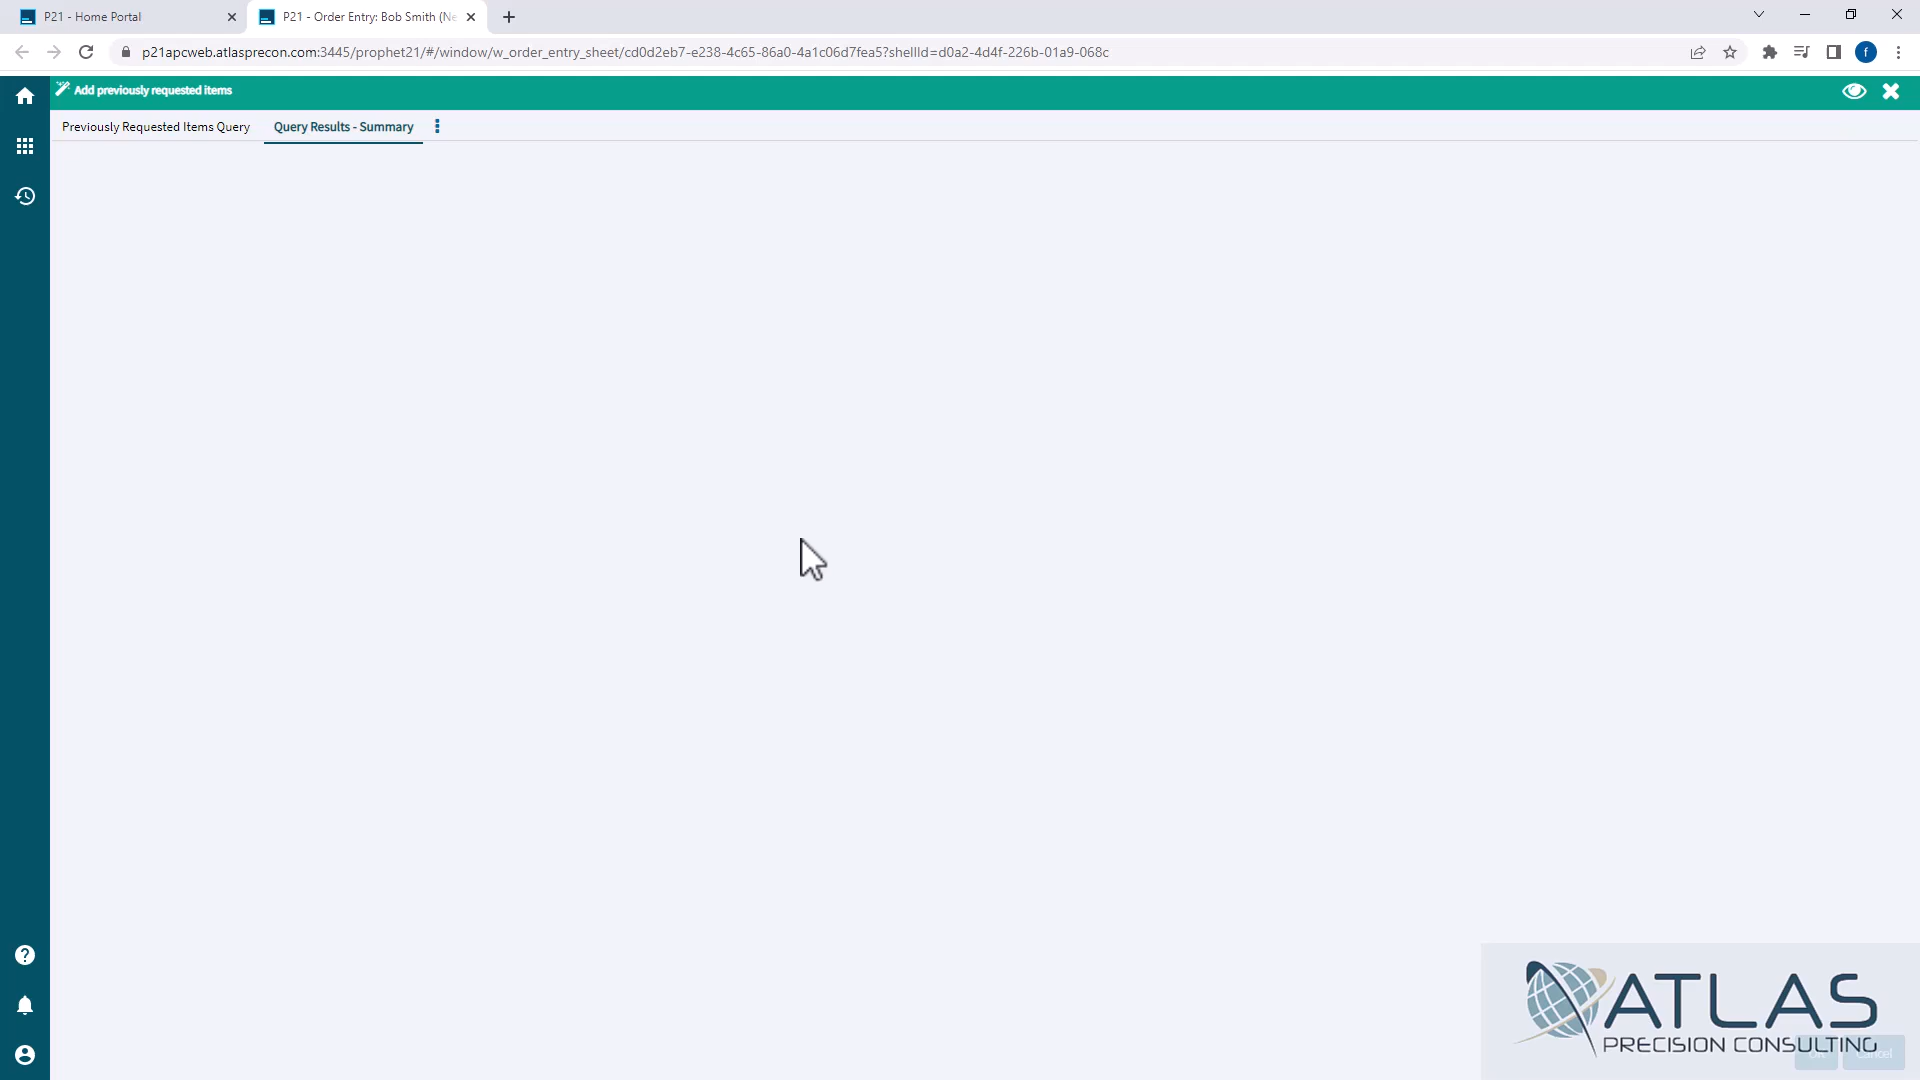 P21 - Home Portal
P21 - Order Entry: Bob Smith (Ne
p21apcweb.atlasprecon.com:3445/prophet21/#/window/w_order_entry_sheet/cd0d2eb7-e238-4c65-86a0-4a1c06d7fea5?shellId=d0a2-4d4f-226b-01a9-068c
f
Add previously requested items
Previously Requested Items Query
Query Results - Summary
ATLAS
PRECISION CONSULTING
Cancel